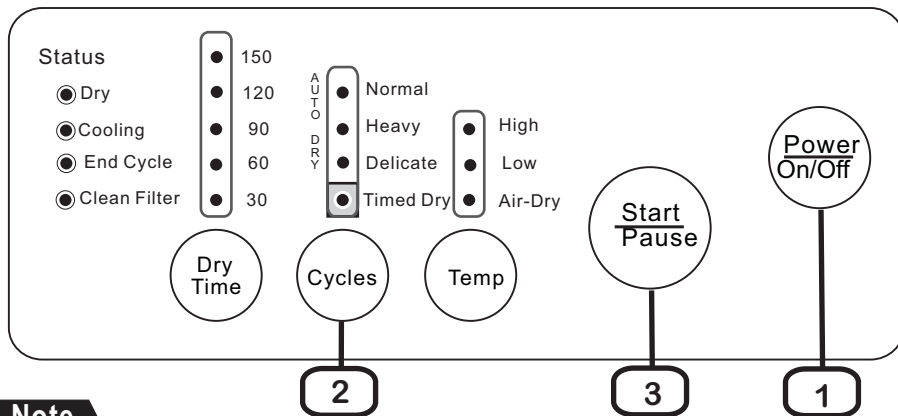 Status
Dry
Cooling
End Cycle
Clean Filter
150
120
90
60
30
Dry
Time
AUTO DRY
Normal
Heavy
Delicate
Timed Dry
Cycles
High
Low
Air-Dry
Temp
Start
Pause
Power
On/Off
2
3
1
Note